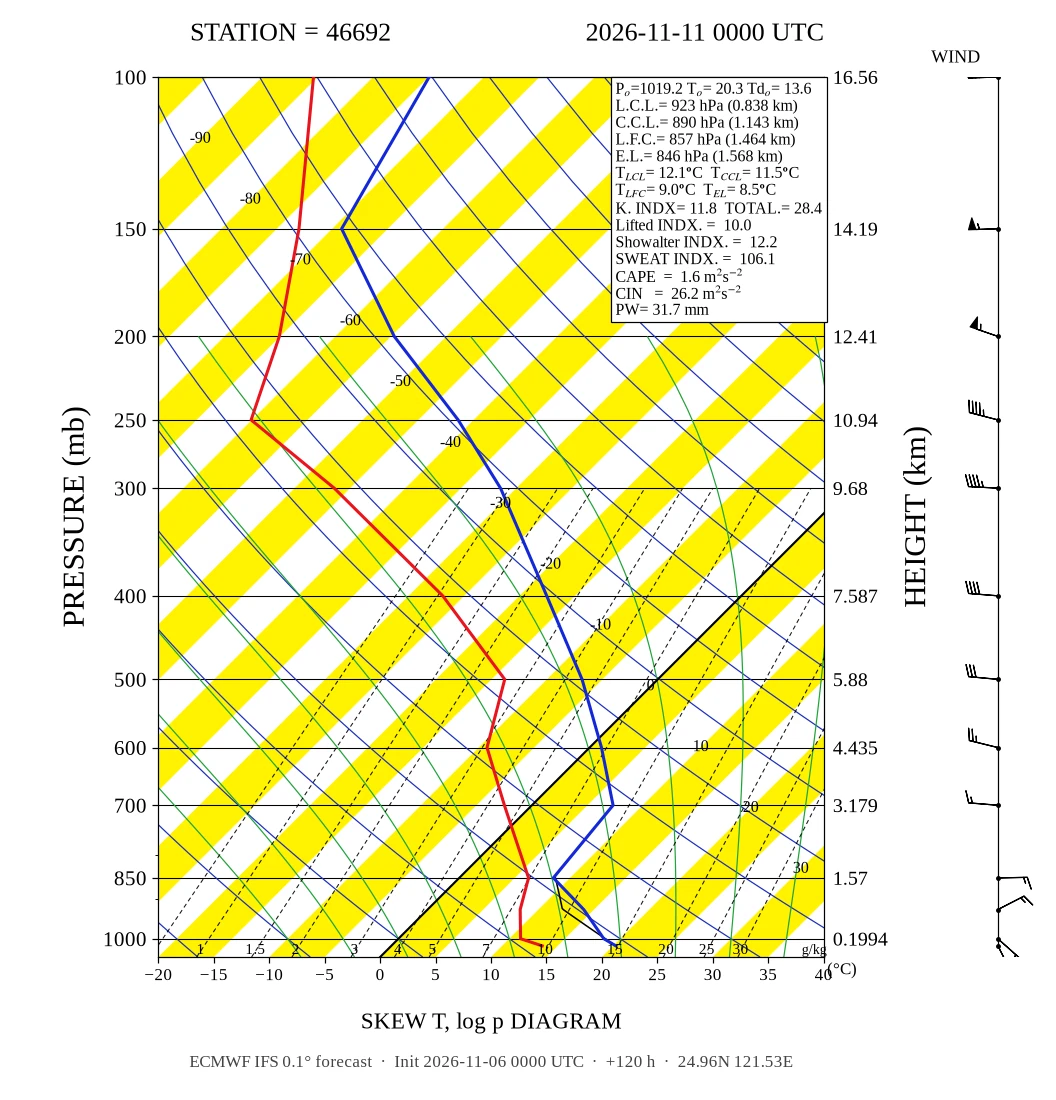 STATION = 46692
2026-11-11 0000 UTC
WIND
Pₒ=1019.2 Tₒ= 20.3 Tdₒ= 13.6
L.C.L.= 923 hPa (0.838 km)
C.C.L.= 890 hPa (1.143 km)
L.F.C.= 857 hPa (1.464 km)
E.L.= 846 hPa (1.568 km)
T_LCL= 12.1°C T_CCL= 11.5°C
T_LFC= 9.0°C T_EL= 8.5°C
K. INDX= 11.8 TOTAL.= 28.4
Lifted INDX. = 10.0
Showalter INDX. = 12.2
SWEAT INDX. = 106.1
CAPE = 1.6 m²s⁻²
CIN = 26.2 m²s⁻²
PW= 31.7 mm
PRESSURE (mb)
100
150
200
250
300
400
500
600
700
850
1000
-90
-80
-70
-60
-50
-40
-30
-20
-10
0
10
20
30
16.56
14.19
12.41
10.94
9.68
7.587
5.88
4.435
3.179
1.57
0.1994
HEIGHT (km)
1 1.5 2 3 4 5 7 10 15 20 25 30 g/kg
−20 −15 −10 −5 0 5 10 15 20 25 30 35 40
(°C)
SKEW T, log p DIAGRAM
ECMWF IFS 0.1° forecast · Init 2026-11-06 0000 UTC · +120 h · 24.96N 121.53E